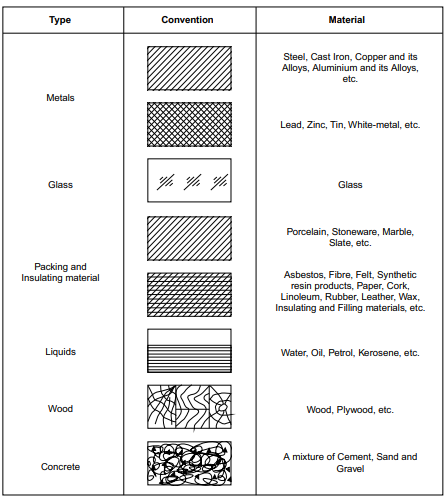 Type Convention Material
Steel, Cast Iron, Copper and its
Alloys, Aluminium and its Alloys,
etc.
Metals
Lead, Zinc, Tin, White-metal, etc.
Glass Glass
Porcelain, Stoneware, Marble,
Slate, etc.
Packing and
Insulating material
Asbestos, Fibre, Felt, Synthetic
resin products, Paper, Cork,
Linoleum, Rubber, Leather, Wax,
Insulating and Filling materials, etc.
Liquids Water, Oil, Petrol, Kerosene, etc.
Wood Wood, Plywood, etc.
Concrete A mixture of Cement, Sand and
Gravel